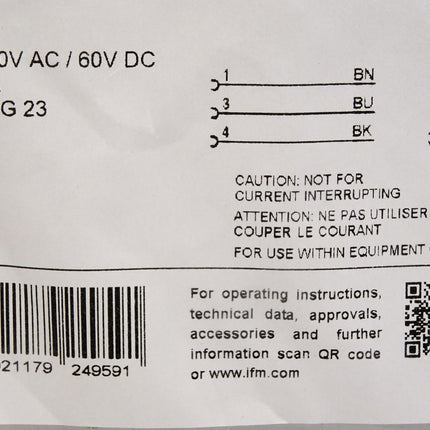 0V AC / 60V DC
G 23
1 BN
3 BU
4 BK
CAUTION: NOT FOR
CURRENT INTERRUPTING
ATTENTION: NE PAS UTILISER
COUPER LE COURANT
FOR USE WITHIN EQUIPMENT
For operating instructions,
technical data, approvals,
accessories and further
information scan QR code
or www.ifm.com
021179 249591